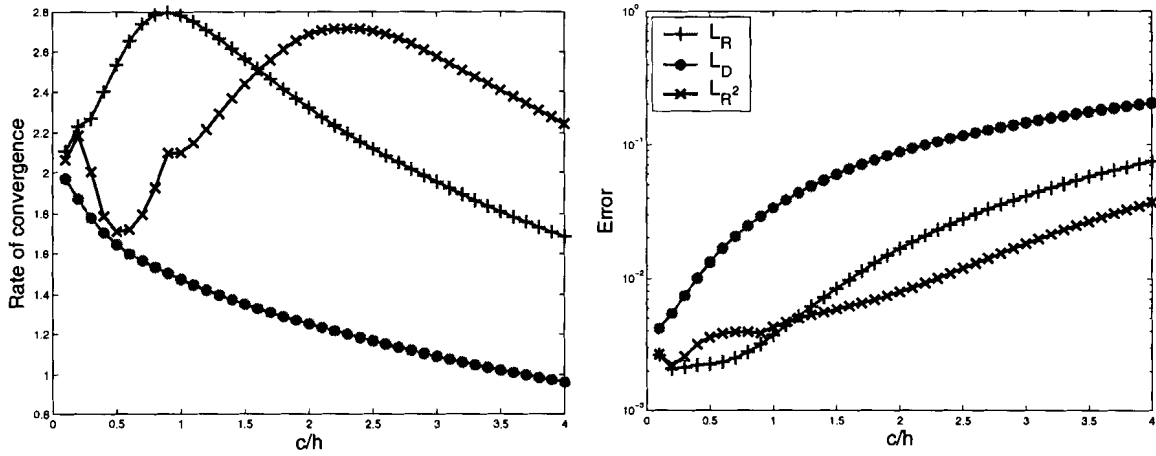 2.8
2.6
2.4
2.2
2
1.8
1.6
1.4
1.2
1
0.8
Rate of convergence
0 0.5 1 1.5 2 2.5 3 3.5 4
c/h
10⁰
10⁻¹
10⁻²
10⁻³
Error
L_R
L_D
L_R²
0 0.5 1 1.5 2 2.5 3 3.5 4
c/h